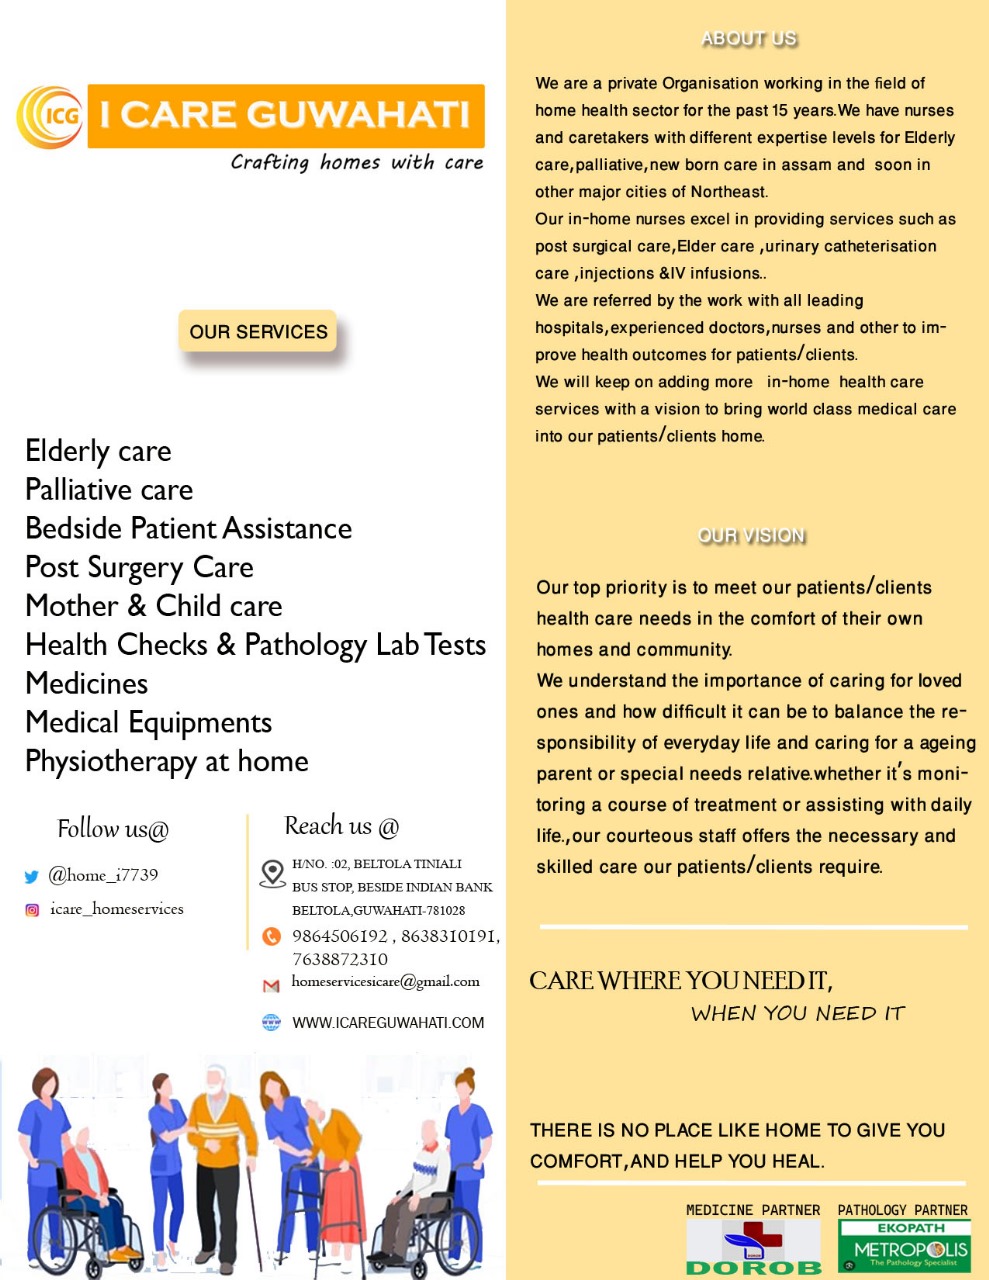 ICG
I CARE GUWAHATI
Crafting homes with care
OUR SERVICES
Elderly care
Palliative care
Bedside Patient Assistance
Post Surgery Care
Mother & Child care
Health Checks & Pathology Lab Tests
Medicines
Medical Equipments
Physiotherapy at home
Follow us@
@home_i7739
icare_homeservices
Reach us @
H/NO. :02, BELTOLA TINIALI
BUS STOP, BESIDE INDIAN BANK
BELTOLA,GUWAHATI-781028
9864506192 , 8638310191,
7638872310
homeservicesicare@gmail.com
WWW.ICAREGUWAHATI.COM
ABOUT US
We are a private Organisation working in the field of
home health sector for the past 15 years.We have nurses
and caretakers with different expertise levels for Elderly
care,palliative,new born care in assam and soon in
other major cities of Northeast.
Our in-home nurses excel in providing services such as
post surgical care,Elder care ,urinary catheterisation
care ,injections &IV infusions..
We are referred by the work with all leading
hospitals,experienced doctors,nurses and other to im-
prove health outcomes for patients/clients.
We will keep on adding more in-home health care
services with a vision to bring world class medical care
into our patients/clients home.
OUR VISION
Our top priority is to meet our patients/clients
health care needs in the comfort of their own
homes and community.
We understand the importance of caring for loved
ones and how difficult it can be to balance the re-
sponsibility of everyday life and caring for a ageing
parent or special needs relative.whether it's moni-
toring a course of treatment or assisting with daily
life.,our courteous staff offers the necessary and
skilled care our patients/clients require.
CARE WHERE YOU NEED IT,
WHEN YOU NEED IT
THERE IS NO PLACE LIKE HOME TO GIVE YOU
COMFORT,AND HELP YOU HEAL.
MEDICINE PARTNER
DOROB
PATHOLOGY PARTNER
EKOPATH
METROPOLIS
The Pathology Specialist